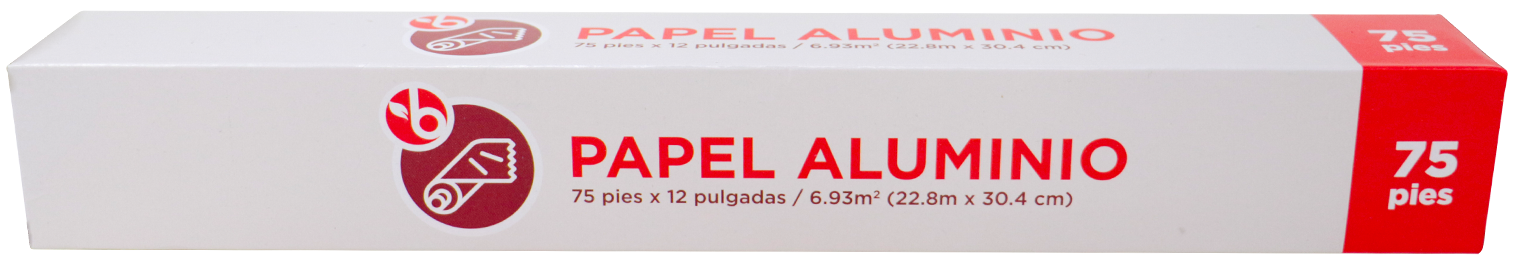 b
PAPEL ALUMINIO
75 pies x 12 pulgadas / 6.93m² (22.8m x 30.4 cm)
75
pies
b
PAPEL ALUMINIO
75 pies x 12 pulgadas / 6.93m² (22.8m x 30.4 cm)
75
pies